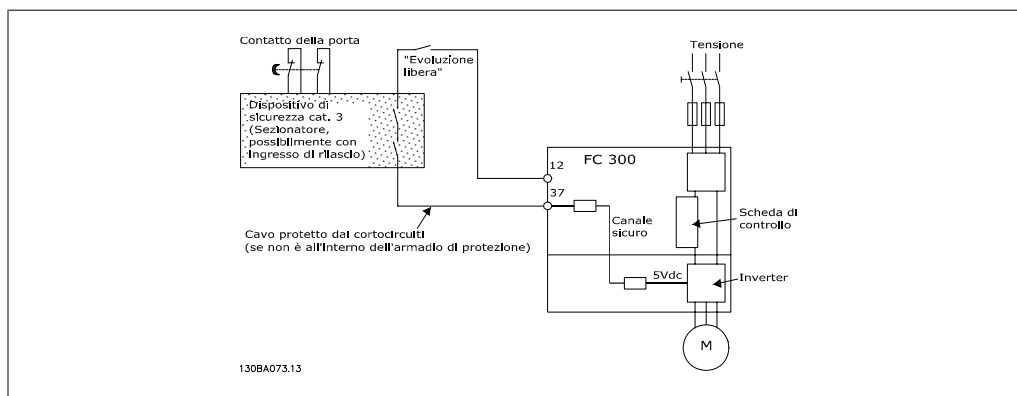 Contatto della porta
"Evoluzione
libera"
Tensione
Dispositivo di
sicurezza cat. 3
(Sezionatore,
possibilmente con
ingresso di rilascio)
12
FC 300
37
Canale
sicuro
Scheda di
controllo
Cavo protetto dai cortocircuiti
(se non è all'interno dell'armadio di protezione)
5Vdc
Inverter
M
130BA073.13